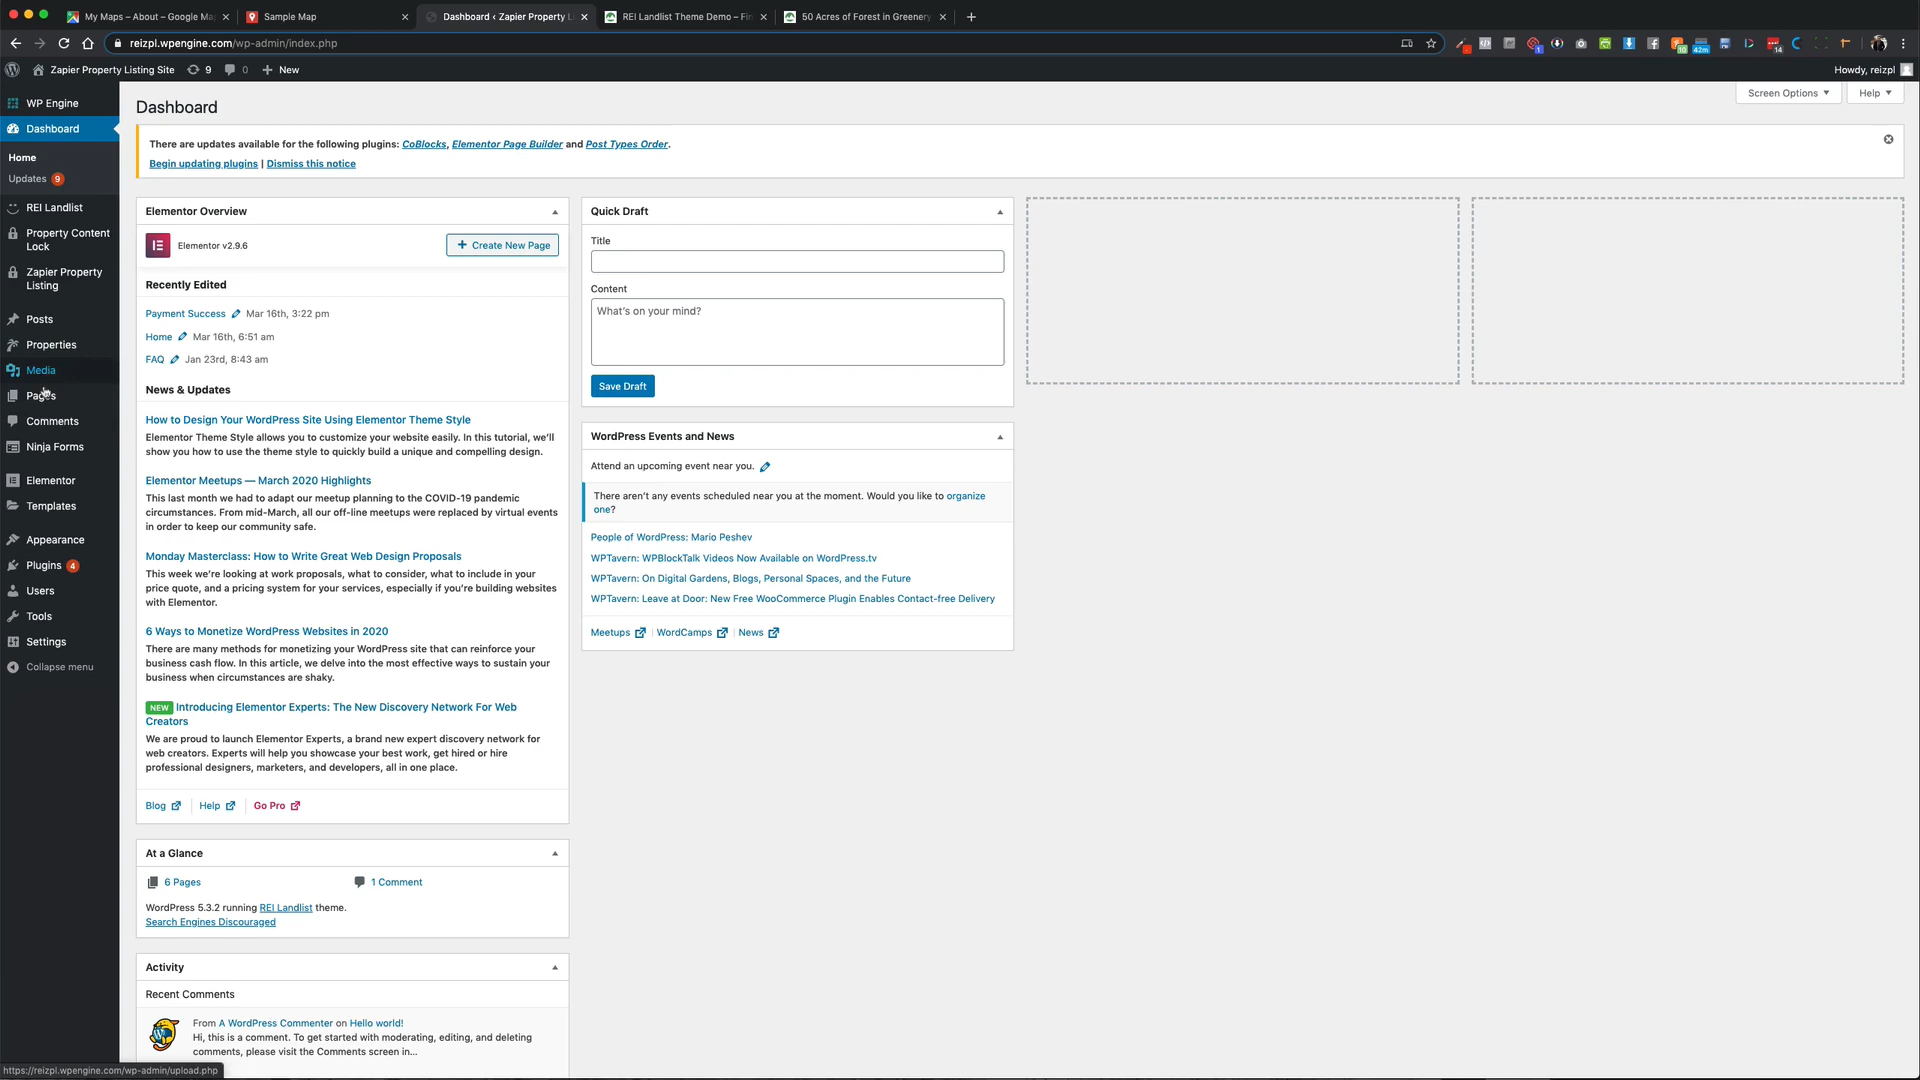 My Maps – About – Google Ma
Sample Map
Dashboard ‹ Zapier Property L
REI Landlist Theme Demo – Fin
50 Acres of Forest in Greenery
reizpl.wpengine.com/wp-admin/index.php
Zapier Property Listing Site
9
0
New
Howdy, reizpl
WP Engine
Dashboard
Home
Updates 9
REI Landlist
Property Content
Lock
Zapier Property
Listing
Posts
Properties
Media
Pages
Comments
Ninja Forms
Elementor
Templates
Appearance
Plugins 4
Users
Tools
Settings
Collapse menu
Dashboard
Screen Options
Help
There are updates available for the following plugins: CoBlocks, Elementor Page Builder and Post Types Order.
Begin updating plugins | Dismiss this notice
Elementor Overview
Elementor v2.9.6
Create New Page
Recently Edited
Payment Success Mar 16th, 3:22 pm
Home Mar 16th, 6:51 am
FAQ Jan 23rd, 8:43 am
News & Updates
How to Design Your WordPress Site Using Elementor Theme Style
Elementor Theme Style allows you to customize your website easily. In this tutorial, we'll
show you how to use the theme style to quickly build a unique and compelling design.
Elementor Meetups — March 2020 Highlights
This last month we had to adapt our meetup planning to the COVID-19 pandemic
circumstances. From mid-March, all our off-line meetups were replaced by virtual events
in order to keep our community safe.
Monday Masterclass: How to Write Great Web Design Proposals
This week we're looking at work proposals, what to consider, what to include in your
price quote, and a pricing system for your services, especially if you're building websites
with Elementor.
6 Ways to Monetize WordPress Websites in 2020
There are many methods for monetizing your WordPress site that can reinforce your
business cash flow. In this article, we delve into the most effective ways to sustain your
business when circumstances are shaky.
NEW Introducing Elementor Experts: The New Discovery Network For Web
Creators
We are proud to launch Elementor Experts, a brand new expert discovery network for
web creators. Experts will help you showcase your best work, get hired or hire
professional designers, marketers, and developers, all in one place.
Blog | Help | Go Pro
At a Glance
6 Pages
1 Comment
WordPress 5.3.2 running REI Landlist theme.
Search Engines Discouraged
Activity
Recent Comments
From A WordPress Commenter on Hello world!
Hi, this is a comment. To get started with moderating, editing, and deleting
comments, please visit the Comments screen in...
Quick Draft
Title
Content
What's on your mind?
Save Draft
WordPress Events and News
Attend an upcoming event near you.
There aren't any events scheduled near you at the moment. Would you like to organize
one?
People of WordPress: Mario Peshev
WPTavern: WPBlockTalk Videos Now Available on WordPress.tv
WPTavern: On Digital Gardens, Blogs, Personal Spaces, and the Future
WPTavern: Leave at Door: New Free WooCommerce Plugin Enables Contact-free Delivery
Meetups | WordCamps | News
https://reizpl.wpengine.com/wp-admin/upload.php